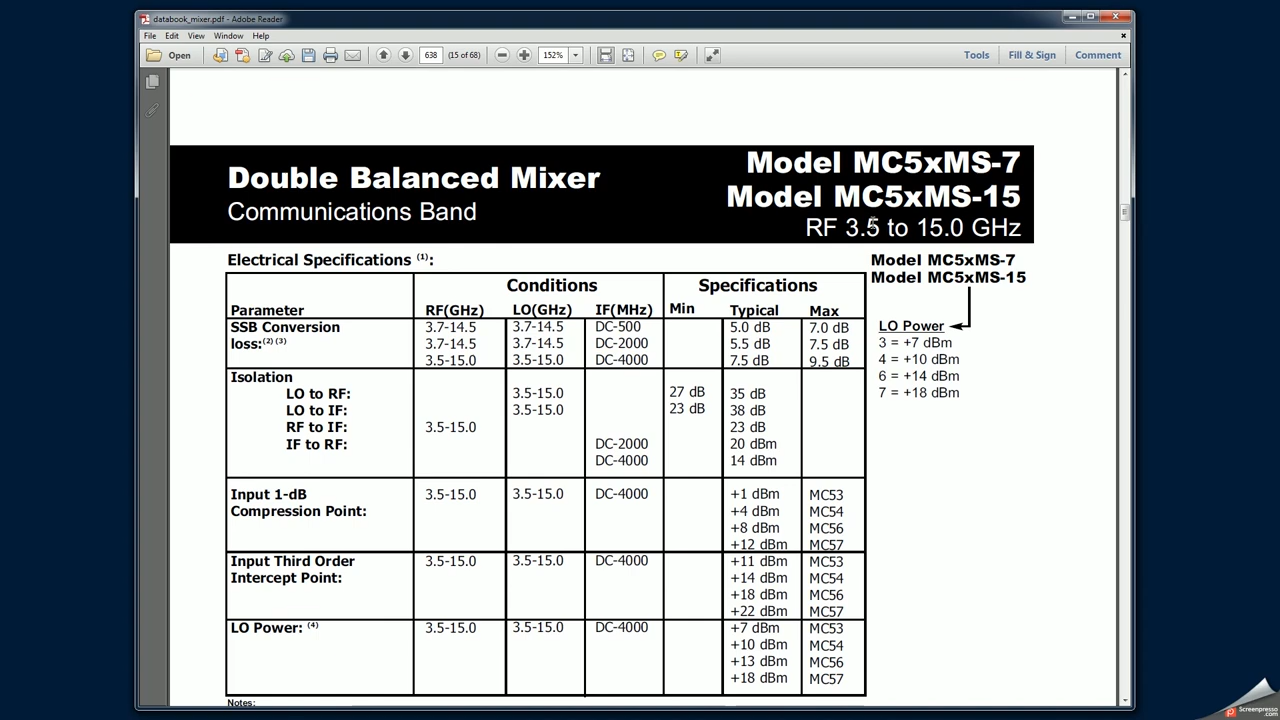 databook_mixer.pdf - Adobe Reader
File Edit View Window Help
Open 638 (15 of 68) 152% Tools Fill & Sign Comment
Double Balanced Mixer
Communications Band
Model MC5xMS-7
Model MC5xMS-15
RF 3.5 to 15.0 GHz
Electrical Specifications (1):
Conditions Specifications
Parameter RF(GHz) LO(GHz) IF(MHz) Min Typical Max
SSB Conversion 3.7-14.5 3.7-14.5 DC-500 5.0 dB 7.0 dB
loss:(2) (3) 3.7-14.5 3.7-14.5 DC-2000 5.5 dB 7.5 dB
3.5-15.0 3.5-15.0 DC-4000 7.5 dB 9.5 dB
Isolation
LO to RF: 3.5-15.0 27 dB 35 dB
LO to IF: 3.5-15.0 23 dB 38 dB
RF to IF: 3.5-15.0 23 dB
IF to RF: DC-2000 20 dBm
DC-4000 14 dBm
Input 1-dB 3.5-15.0 3.5-15.0 DC-4000 +1 dBm MC53
Compression Point: +4 dBm MC54
+8 dBm MC56
+12 dBm MC57
Input Third Order 3.5-15.0 3.5-15.0 DC-4000 +11 dBm MC53
Intercept Point: +14 dBm MC54
+18 dBm MC56
+22 dBm MC57
LO Power: (4) 3.5-15.0 3.5-15.0 DC-4000 +7 dBm MC53
+10 dBm MC54
+13 dBm MC56
+18 dBm MC57
Notes:
Model MC5xMS-7
Model MC5xMS-15
LO Power
3 = +7 dBm
4 = +10 dBm
6 = +14 dBm
7 = +18 dBm
Screenpresso
.com